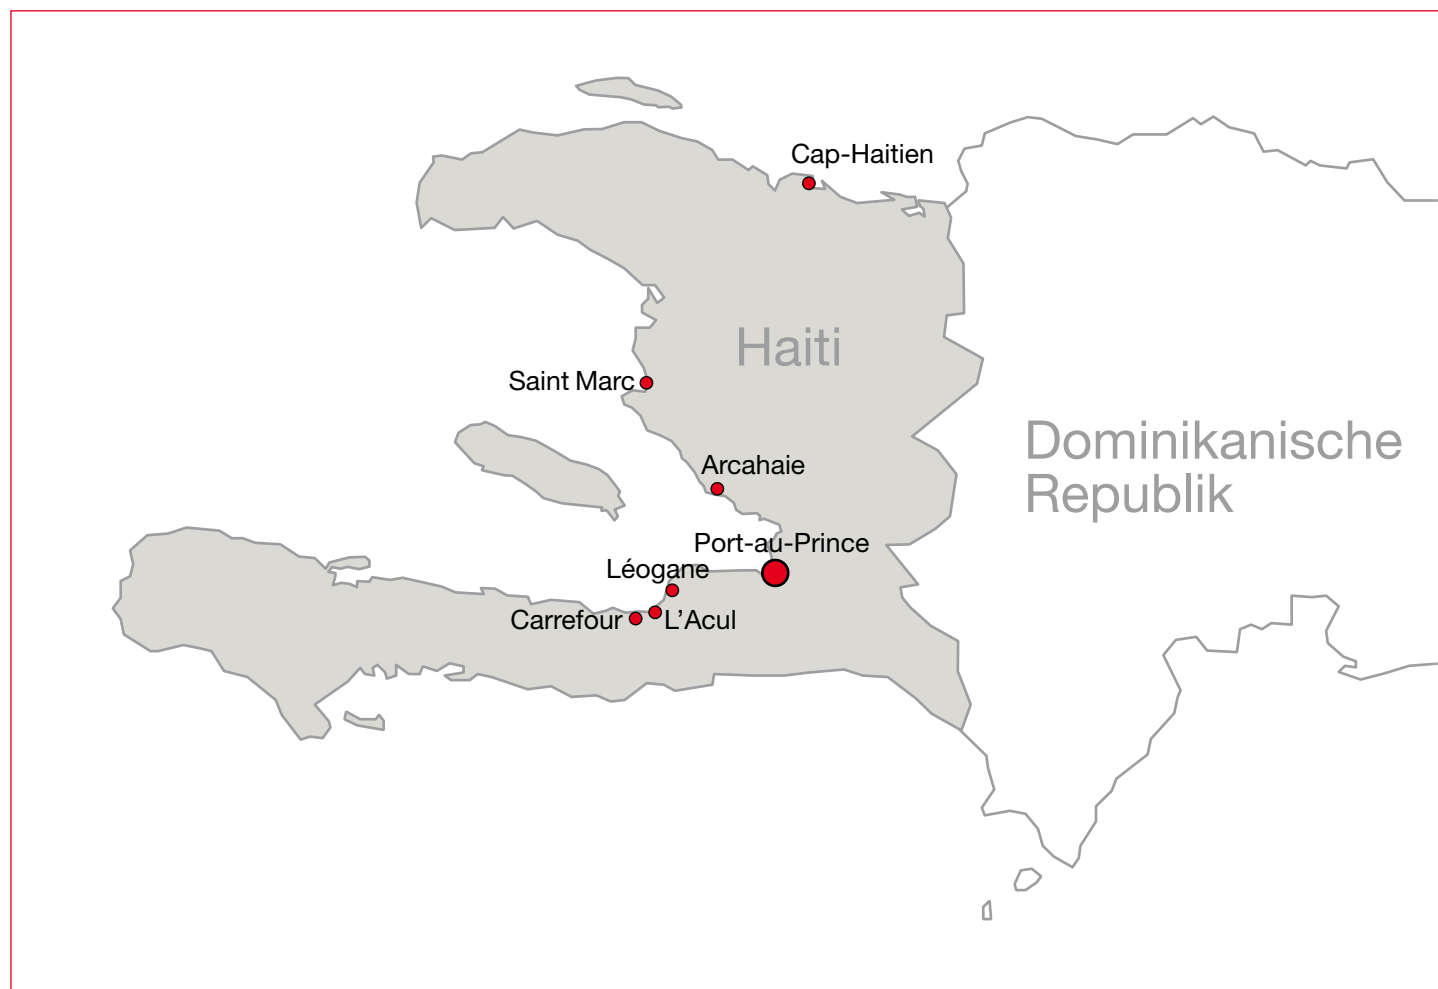 Cap-Haitien
Haiti
Saint Marc
Dominikanische
Republik
Arcahaie
Port-au-Prince
Léogane
Carrefour
L’Acul